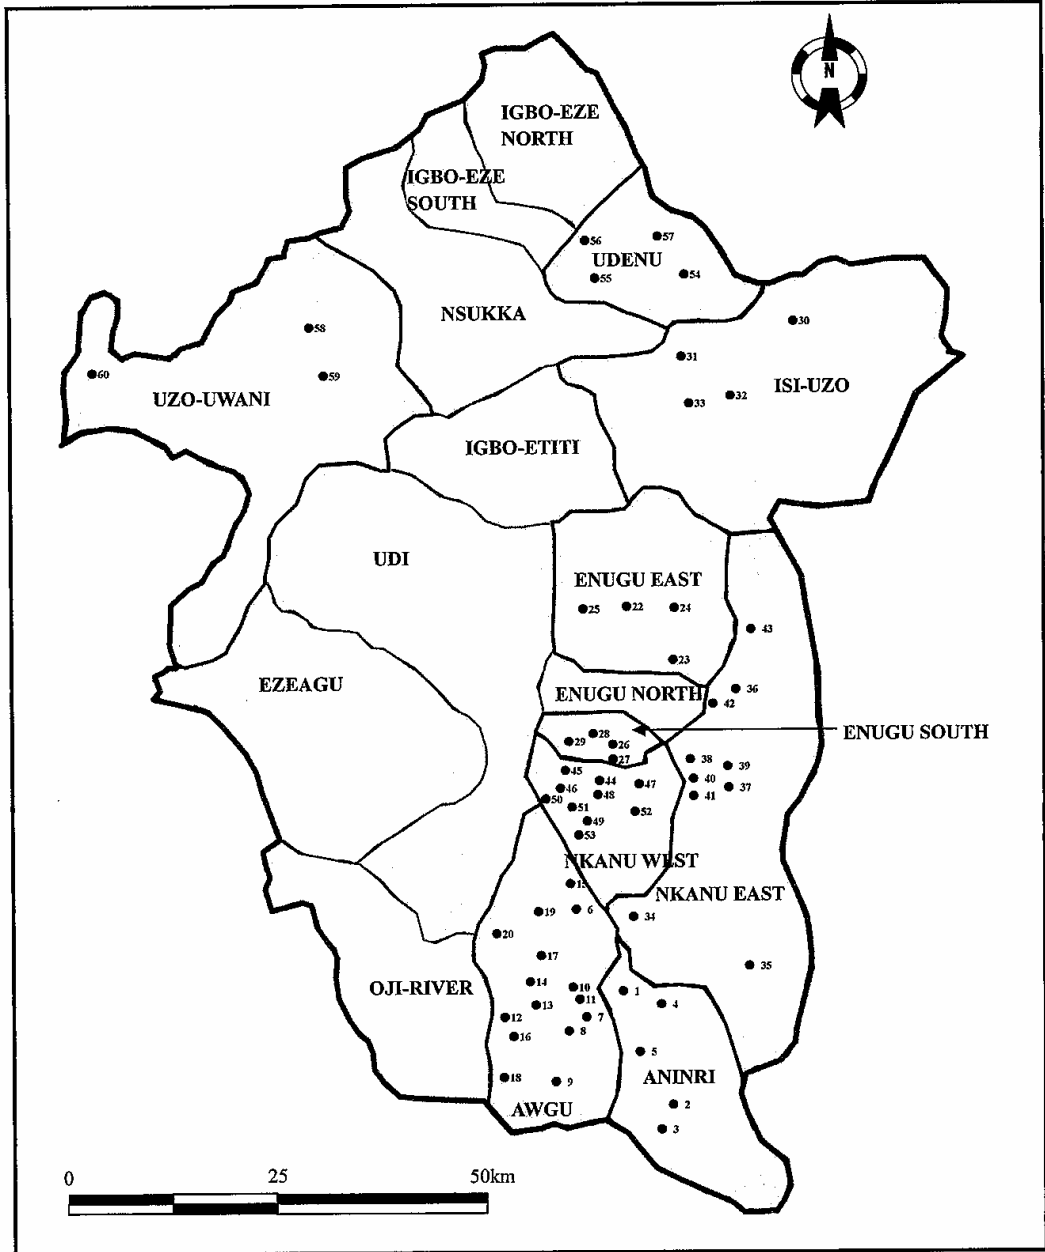 N
IGBO-EZE
NORTH
IGBO-EZE
SOUTH
56
57
UDENU
55
54
NSUKKA
58
30
31
60
59
UZO-UWANI
ISI-UZO
33
32
IGBO-ETITI
UDI
ENUGU EAST
25
22
24
43
23
EZEAGU
ENUGU NORTH
36
42
ENUGU SOUTH
28
29
26
27
38
39
45
44
47
40
37
46
48
41
50
51
52
49
53
NKANU WEST
15
NKANU EAST
19
6
34
20
17
35
OJI-RIVER
14
10
1
11
4
13
12
7
8
16
5
18
9
ANINRI
AWGU
2
3
0
25
50km